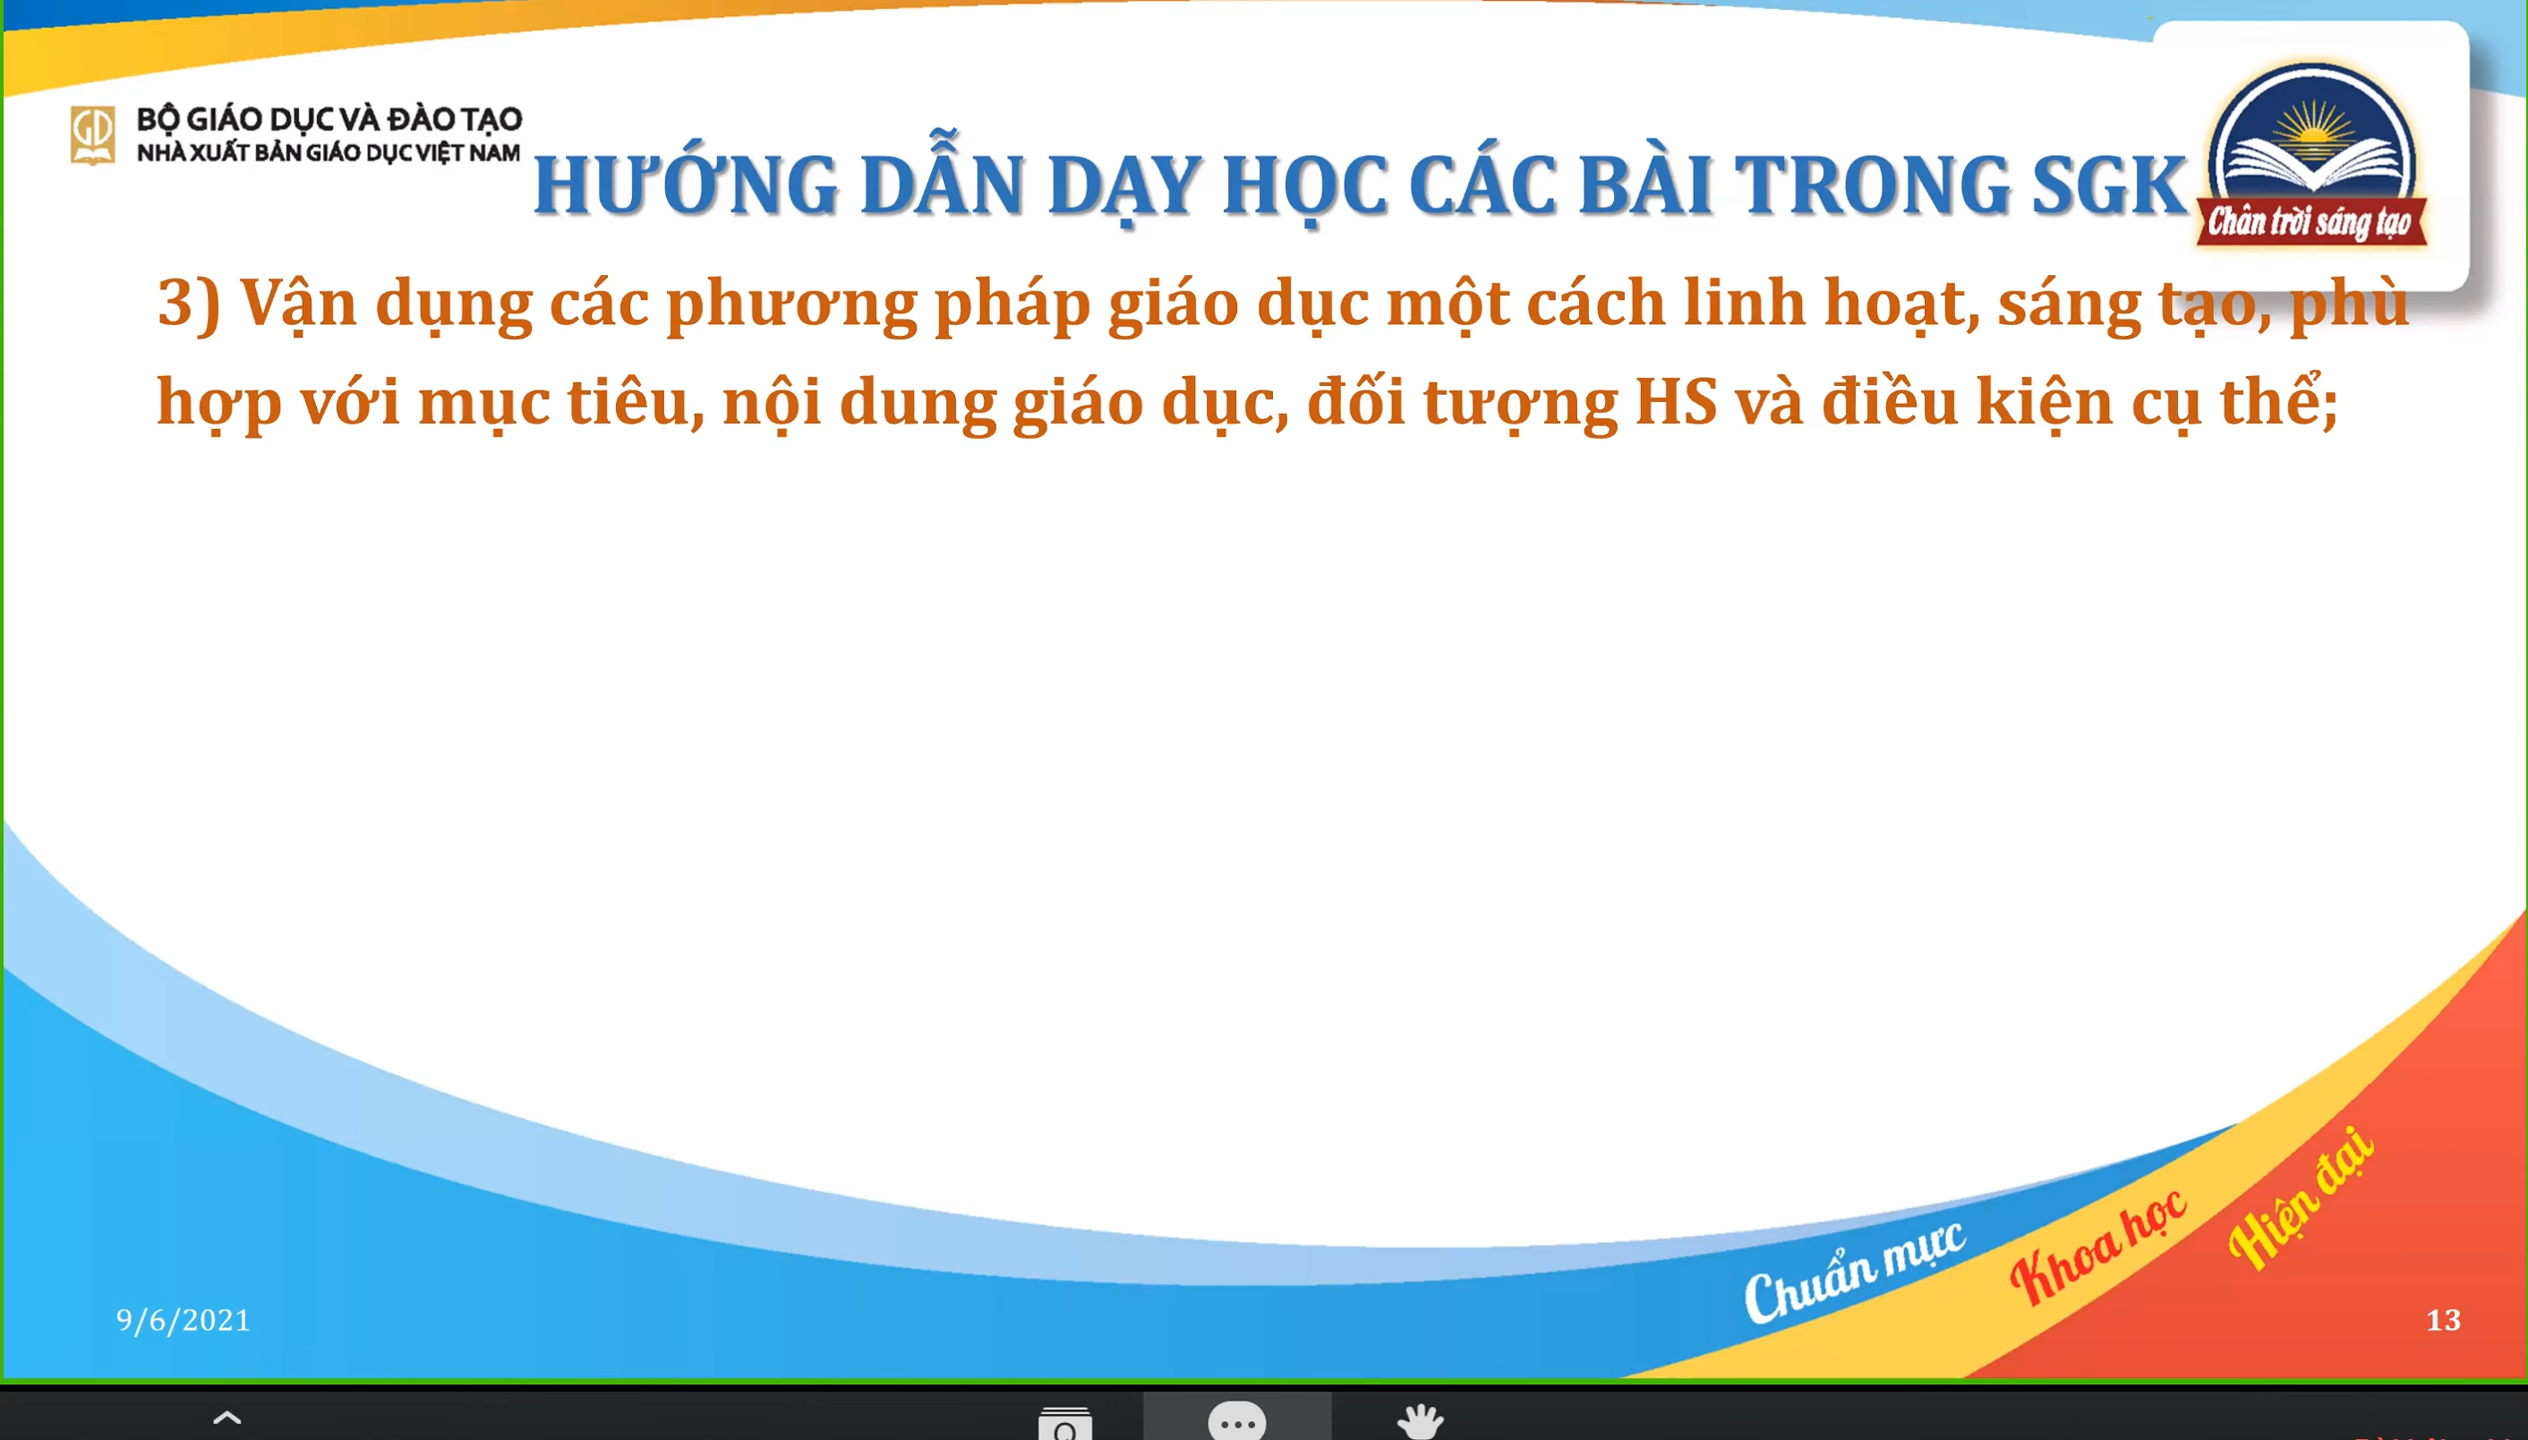 BỘ GIÁO DỤC VÀ ĐÀO TẠO
NHÀ XUẤT BẢN GIÁO DỤC VIỆT NAM
HƯỚNG DẪN DẠY HỌC CÁC BÀI TRONG SGK
Chân trời sáng tạo
3) Vận dụng các phương pháp giáo dục một cách linh hoạt, sáng tạo, phù
hợp với mục tiêu, nội dung giáo dục, đối tượng HS và điều kiện cụ thể;
Chuẩn mực
Khoa học
Hiện đại
9/6/2021
13